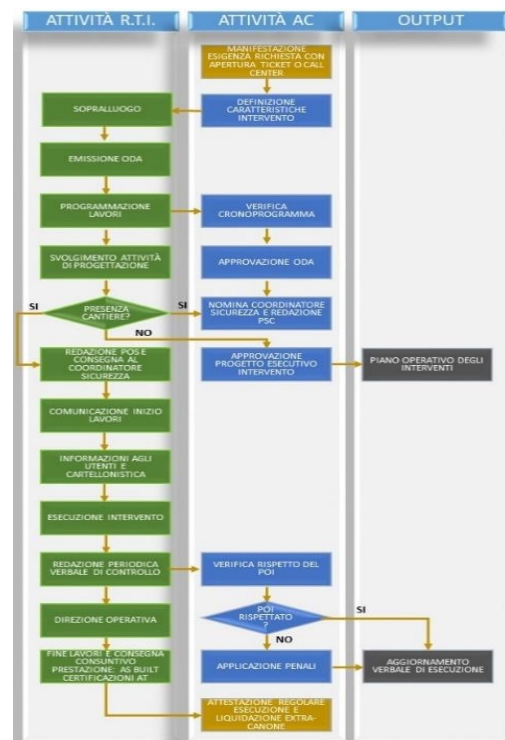 ATTIVITÀ R.T.I.
ATTIVITÀ AC
OUTPUT
MANIFESTAZIONE
ESIGENZA RICHIESTA CON
APERTURA TICKET O CALL
CENTER
SOPRALLUOGO
DEFINIZIONE
CARATTERISTICHE
INTERVENTO
EMISSIONE ODA
PROGRAMMAZIONE
LAVORI
VERIFICA
CRONOPROGRAMMA
SVOLGIMENTO ATTIVITÀ
DI PROGETTAZIONE
APPROVAZIONE ODA
SI
PRESENZA
CANTIERE?
SI
NOMINA COORDINATORE
SICUREZZA E REDAZIONE
PSC
NO
REDAZIONE POS E
CONSEGNA AL
COORDINATORE
SICUREZZA
APPROVAZIONE
PROGETTO ESECUTIVO
INTERVENTO
PIANO OPERATIVO DEGLI
INTERVENTI
COMUNICAZIONE INIZIO
LAVORI
INFORMAZIONI AGLI
UTENTI E
CARTELLONISTICA
ESECUZIONE INTERVENTO
REDAZIONE PERIODICA
VERBALE DI CONTROLLO
VERIFICA RISPETTO DEL
POI
DIREZIONE OPERATIVA
POI
RISPETTATO
?
SI
NO
FINE LAVORI E CONSEGNA
CONSUNTIVO
PRESTAZIONE: AS BUILT
CERTIFICAZIONI AT
APPLICAZIONE PENALI
AGGIORNAMENTO
VERBALE DI ESECUZIONE
ATTESTAZIONE REGOLARE
ESECUZIONE E
LIQUIDAZIONE EXTRA-
CANONE